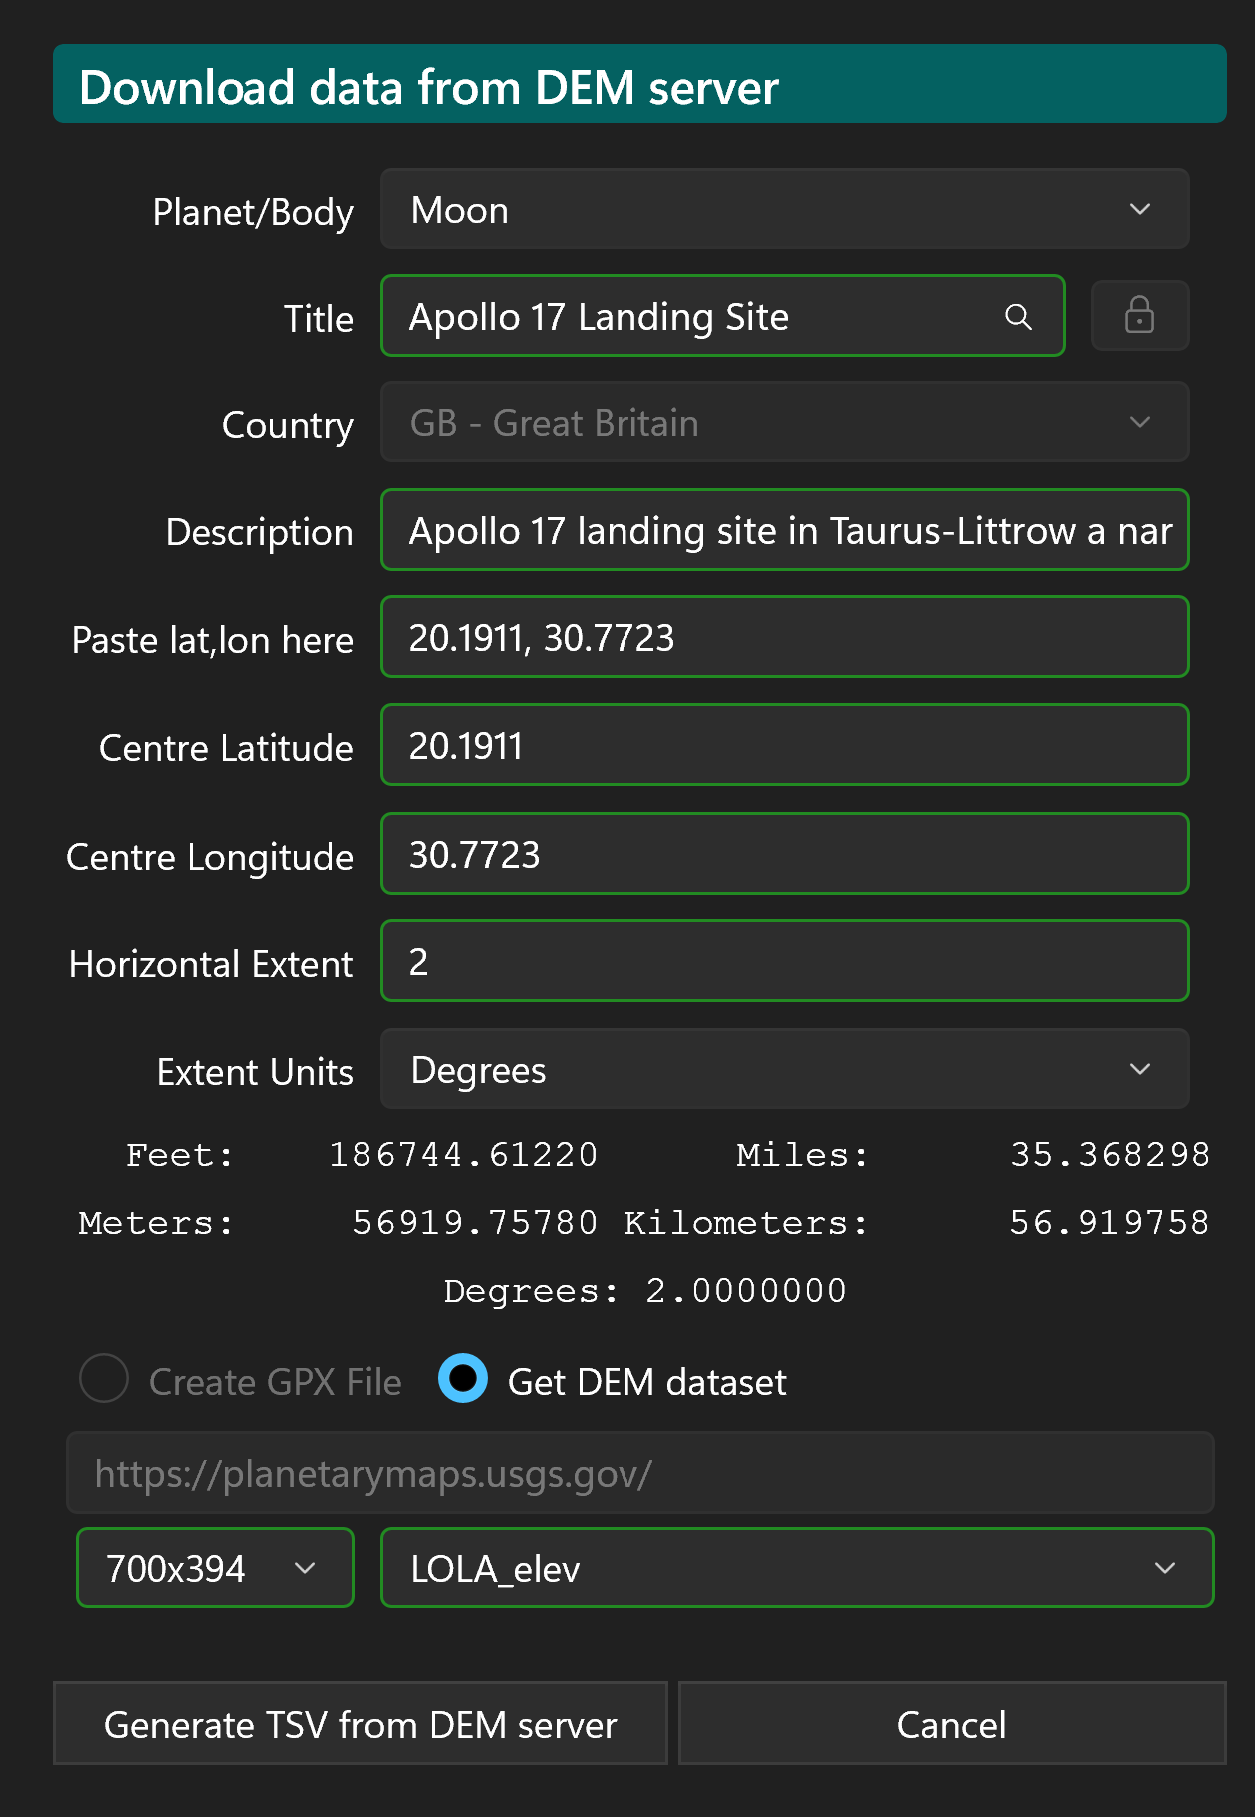 Download data from DEM server
Planet/Body Moon
Title Apollo 17 Landing Site
Country GB - Great Britain
Description Apollo 17 landing site in Taurus-Littrow a nar
Paste lat,lon here 20.1911, 30.7723
Centre Latitude 20.1911
Centre Longitude 30.7723
Horizontal Extent 2
Extent Units Degrees
Feet: 186744.61220 Miles: 35.368298
Meters: 56919.75780 Kilometers: 56.919758
Degrees: 2.0000000
Create GPX File Get DEM dataset
https://planetarymaps.usgs.gov/
700x394 LOLA_elev
Generate TSV from DEM server Cancel